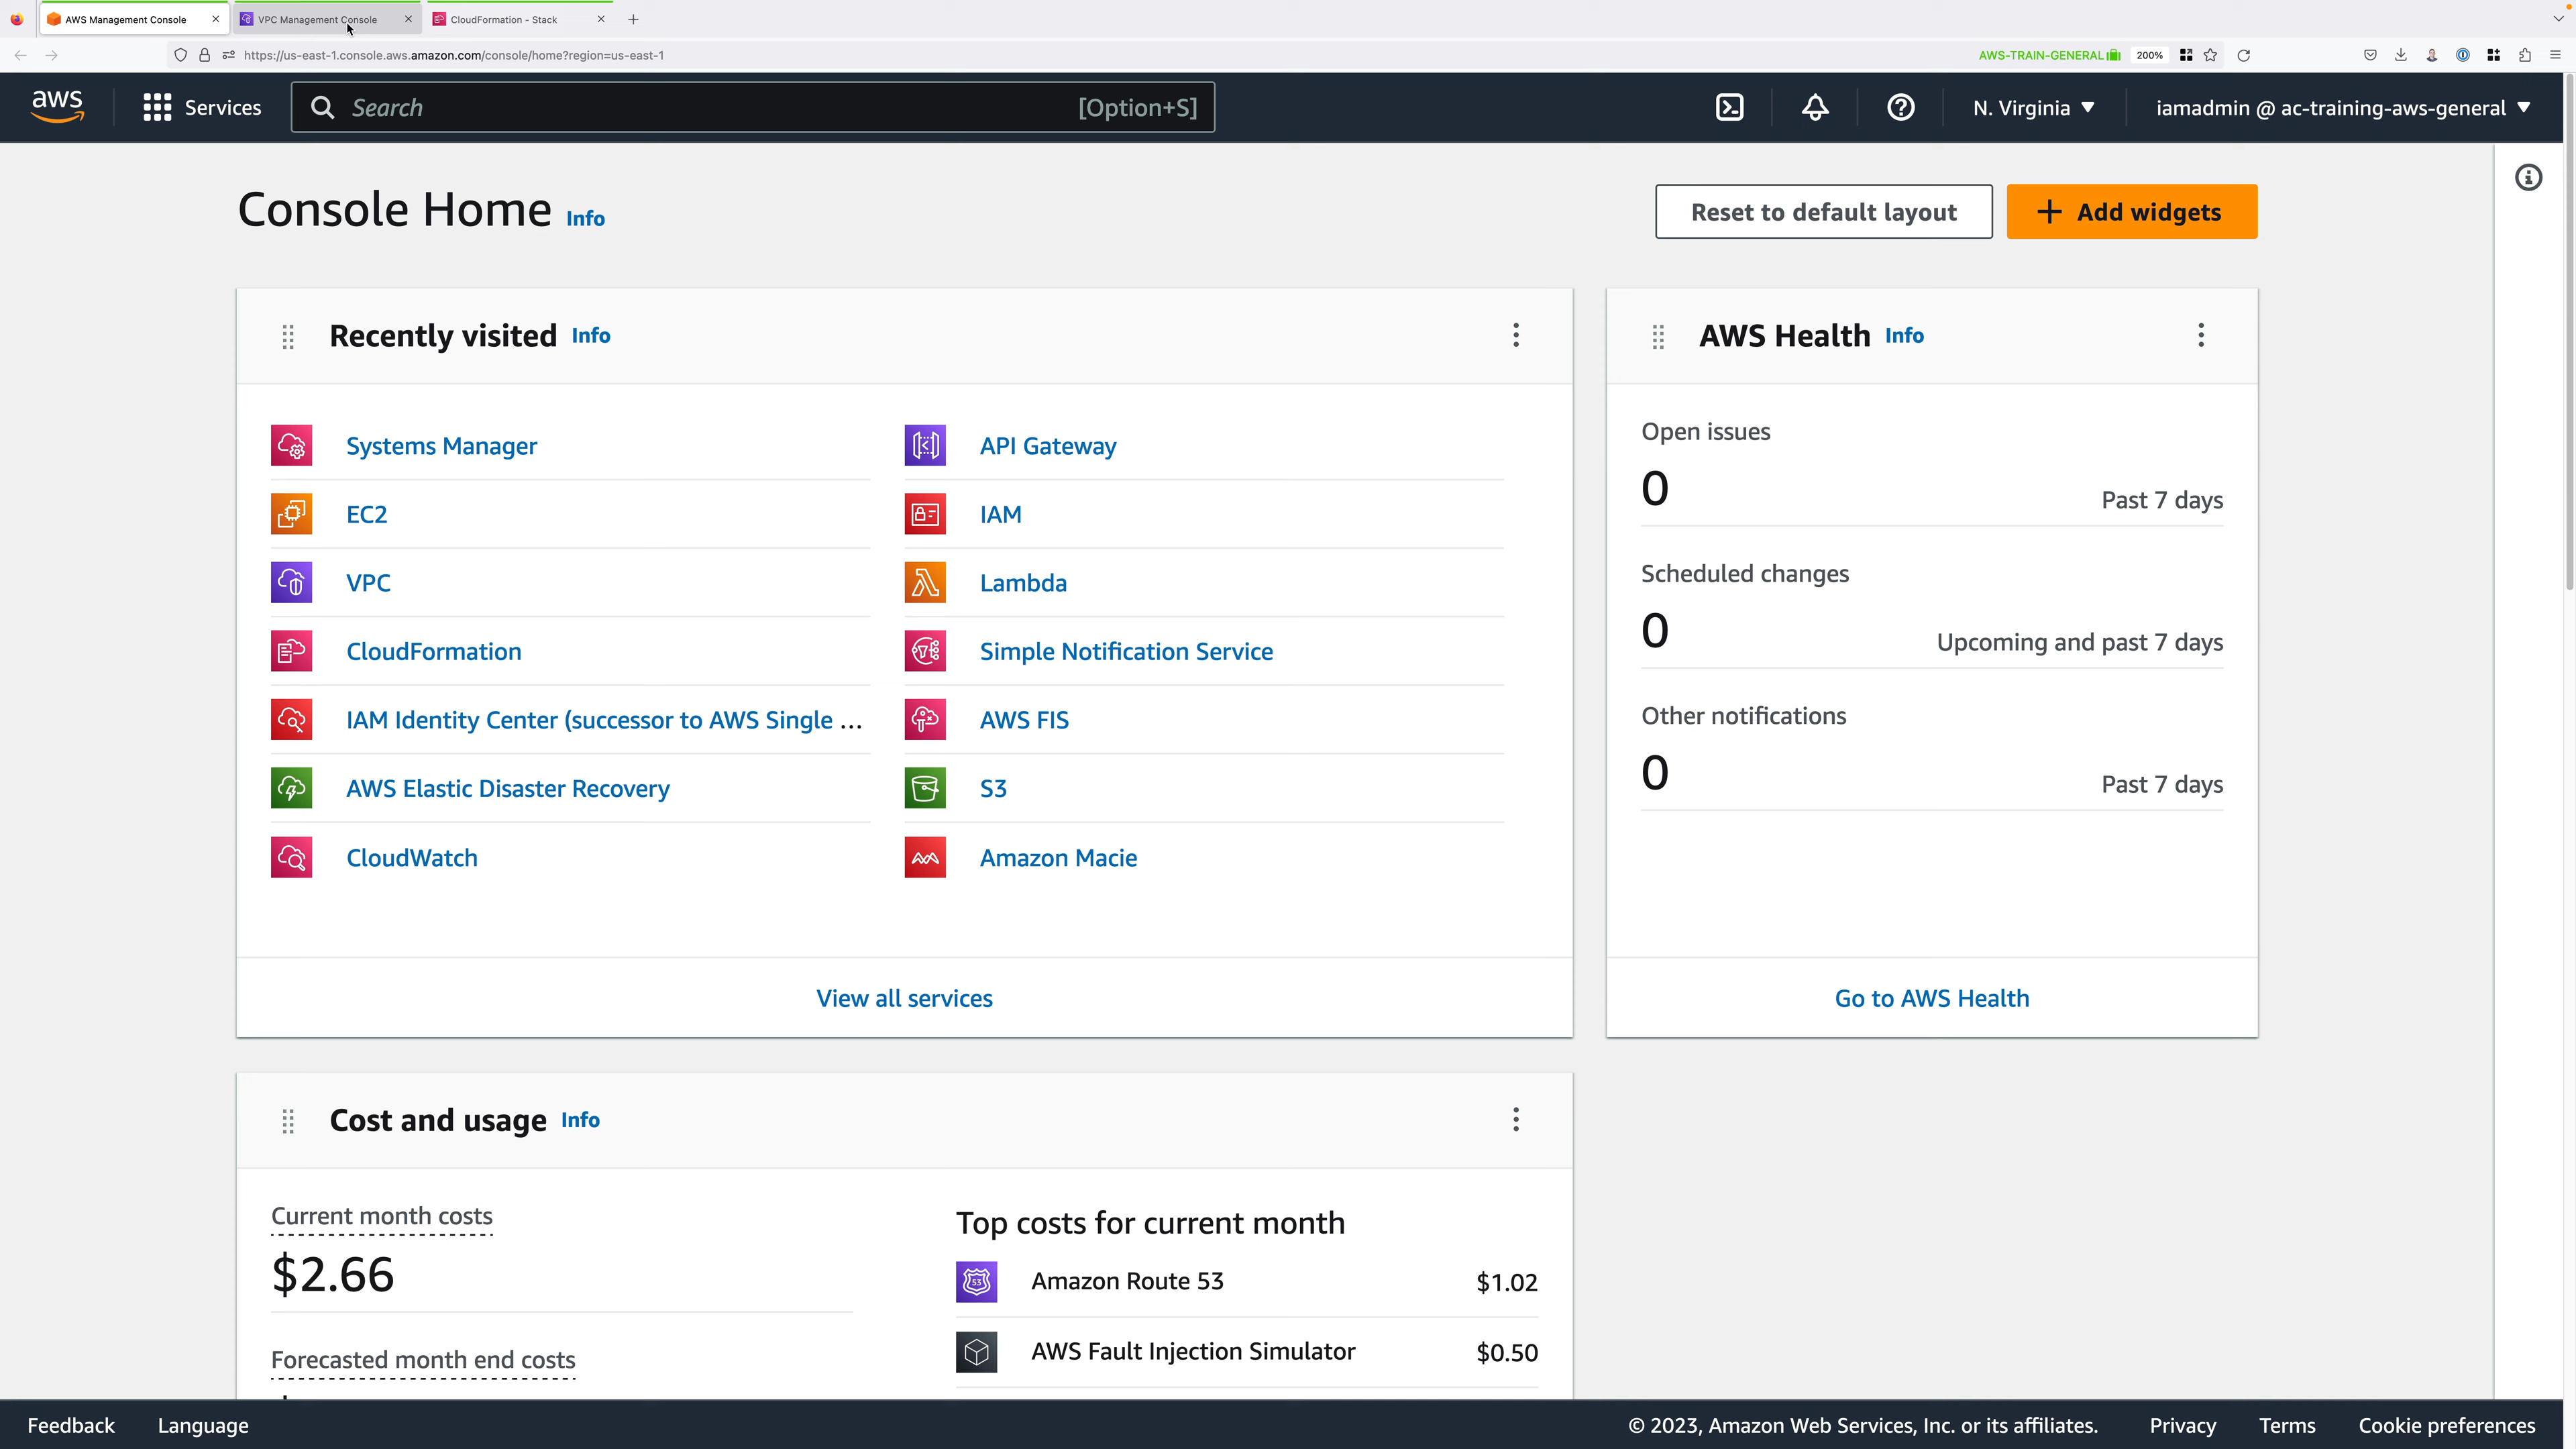 AWS Management Console
VPC Management Console
CloudFormation - Stack
https://us-east-1.console.aws.amazon.com/console/home?region=us-east-1
AWS-TRAIN-GENERAL
200%
aws
Services
Search
[Option+S]
N. Virginia
iamadmin @ ac-training-aws-general
Console Home Info
Reset to default layout
Add widgets
Recently visited Info
Systems Manager
EC2
VPC
CloudFormation
IAM Identity Center (successor to AWS Single ...
AWS Elastic Disaster Recovery
CloudWatch
API Gateway
IAM
Lambda
Simple Notification Service
AWS FIS
S3
Amazon Macie
View all services
AWS Health Info
Open issues
0
Past 7 days
Scheduled changes
0
Upcoming and past 7 days
Other notifications
0
Past 7 days
Go to AWS Health
Cost and usage Info
Current month costs
$2.66
Forecasted month end costs
Top costs for current month
Amazon Route 53
$1.02
AWS Fault Injection Simulator
$0.50
Feedback
Language
© 2023, Amazon Web Services, Inc. or its affiliates.
Privacy
Terms
Cookie preferences